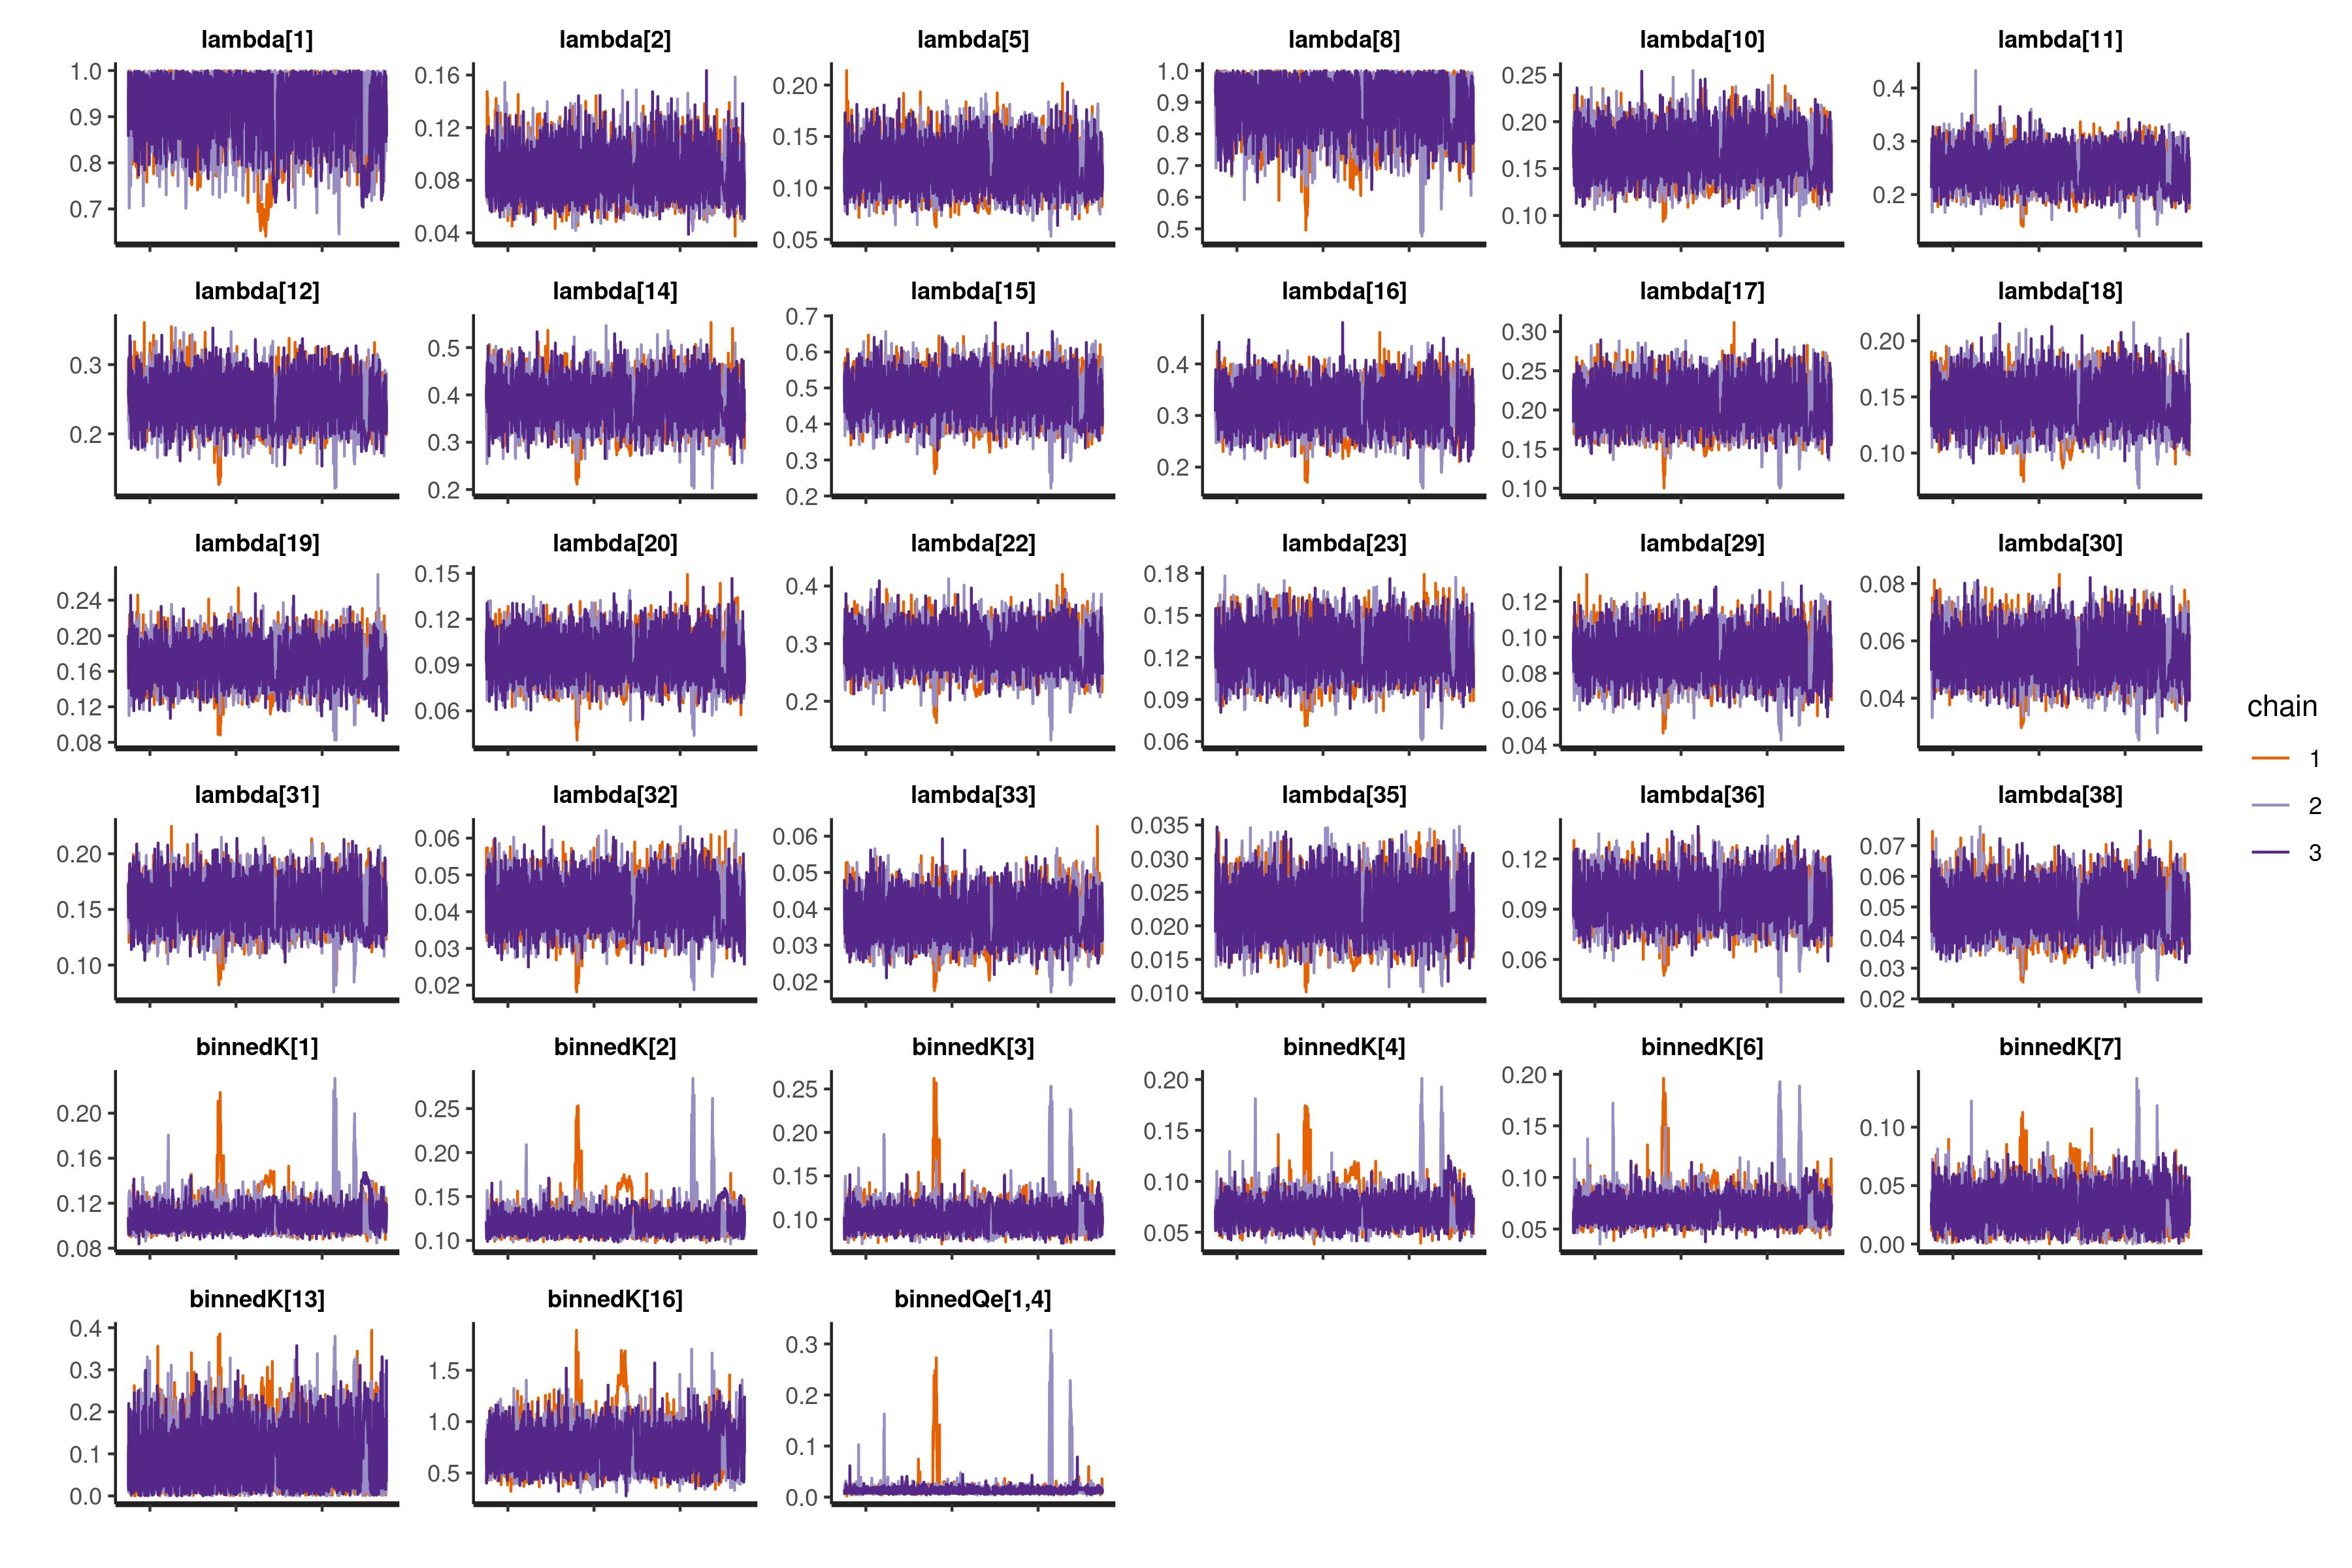 lambda[1] lambda[2] lambda[5] lambda[8] lambda[10] lambda[11]
1.0 0.9 0.8 0.7
0.16 0.12 0.08 0.04
0.20 0.15 0.10 0.05
1.0 0.9 0.8 0.7 0.6 0.5
0.25 0.20 0.15 0.10
0.4 0.3 0.2
lambda[12] lambda[14] lambda[15] lambda[16] lambda[17] lambda[18]
0.3 0.2
0.5 0.4 0.3 0.2
0.7 0.6 0.5 0.4 0.3 0.2
0.4 0.3 0.2
0.30 0.25 0.20 0.15 0.10
0.20 0.15 0.10
lambda[19] lambda[20] lambda[22] lambda[23] lambda[29] lambda[30]
0.24 0.20 0.16 0.12 0.08
0.15 0.12 0.09 0.06
0.4 0.3 0.2
0.18 0.15 0.12 0.09 0.06
0.12 0.10 0.08 0.06 0.04
0.08 0.06 0.04
lambda[31] lambda[32] lambda[33] lambda[35] lambda[36] lambda[38]
0.20 0.15 0.10
0.06 0.05 0.04 0.03 0.02
0.06 0.05 0.04 0.03 0.02
0.035 0.030 0.025 0.020 0.015 0.010
0.12 0.09 0.06
0.07 0.06 0.05 0.04 0.03 0.02
binnedK[1] binnedK[2] binnedK[3] binnedK[4] binnedK[6] binnedK[7]
0.20 0.16 0.12 0.08
0.25 0.20 0.15 0.10
0.25 0.20 0.15 0.10
0.20 0.15 0.10 0.05
0.20 0.15 0.10 0.05
0.10 0.05 0.00
binnedK[13] binnedK[16] binnedQe[1,4]
0.4 0.3 0.2 0.1 0.0
1.5 1.0 0.5
0.3 0.2 0.1 0.0
chain
1
2
3